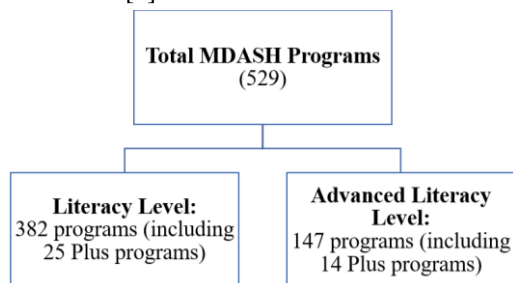 Total MDASH Programs
(529)
Literacy Level:
382 programs (including
25 Plus programs)
Advanced Literacy
Level:
147 programs (including
14 Plus programs)